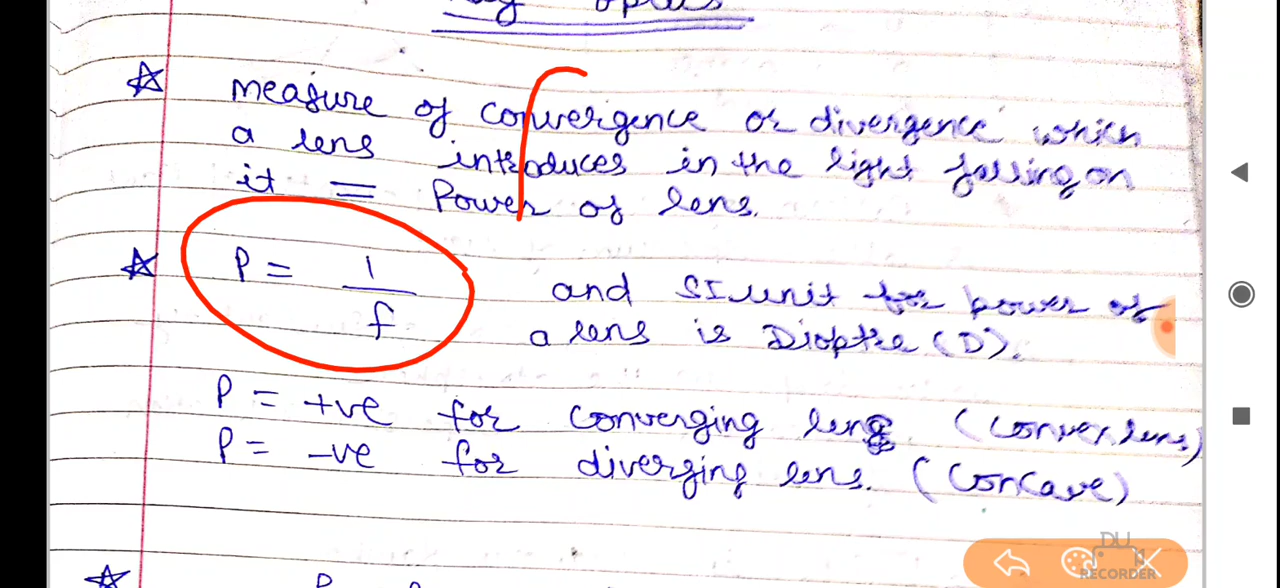 Ray Optics
☆ measure of convergence or divergence which
a lens introduces in the light falling on
it = Power of lens.
☆ P = 1/f and SI unit for power of
a lens is Dioptre (D).
P = +ve for converging lens (convex lens)
P = -ve for diverging lens. (concave)
DU RECORDER